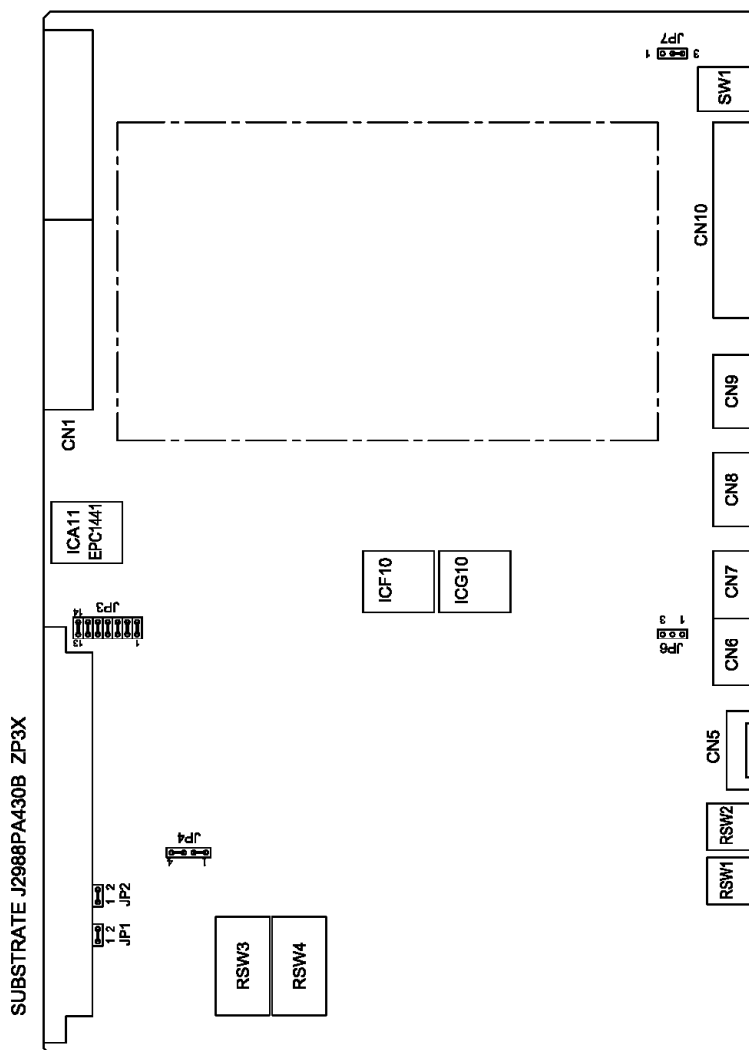 JP7
1 3
SW1
CN10
CN1
CN9
CN8
ICA11
EPC1441
ICF10
ICG10
CN7
14
JP3
13 1
3 1
JP6
CN6
SUBSTRATE J2988PA430B ZP3X
CN5
JP4
4 1
RSW2
RSW1
1 2
JP2
1 2
JP1
RSW3
RSW4